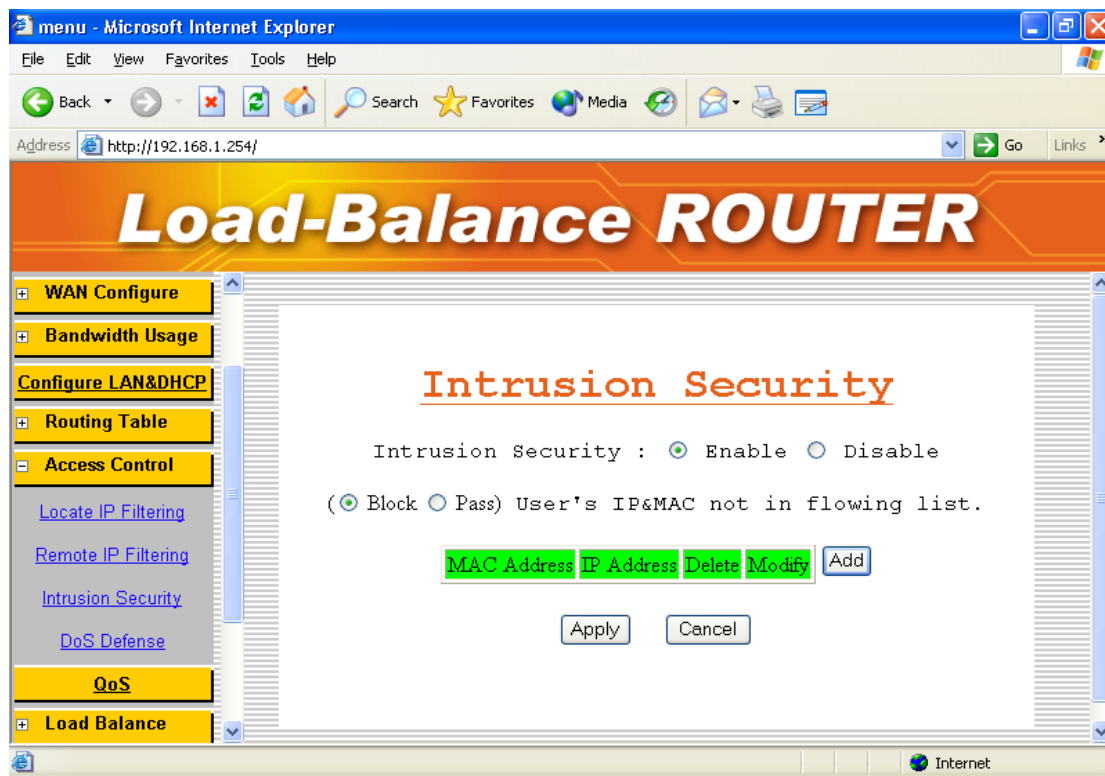 menu - Microsoft Internet Explorer
File Edit View Favorites Tools Help
Back Search Favorites Media
Address http://192.168.1.254/ Go Links
Load-Balance ROUTER
WAN Configure
Bandwidth Usage
Configure LAN&DHCP
Routing Table
Access Control
Locate IP Filtering
Remote IP Filtering
Intrusion Security
DoS Defense
QoS
Load Balance
Intrusion Security
Intrusion Security : Enable Disable
(Block Pass) User's IP&MAC not in flowing list.
MAC Address IP Address Delete Modify Add
Apply Cancel
Internet